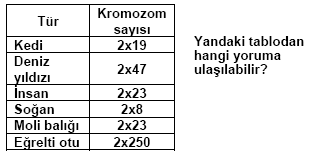 Tür Kromozom sayısı
Kedi 2x19
Deniz yıldızı 2x47
İnsan 2x23
Soğan 2x8
Moli balığı 2x23
Eğrelti otu 2x250
Yandaki tablodan
hangi yoruma
ulaşılabilir?